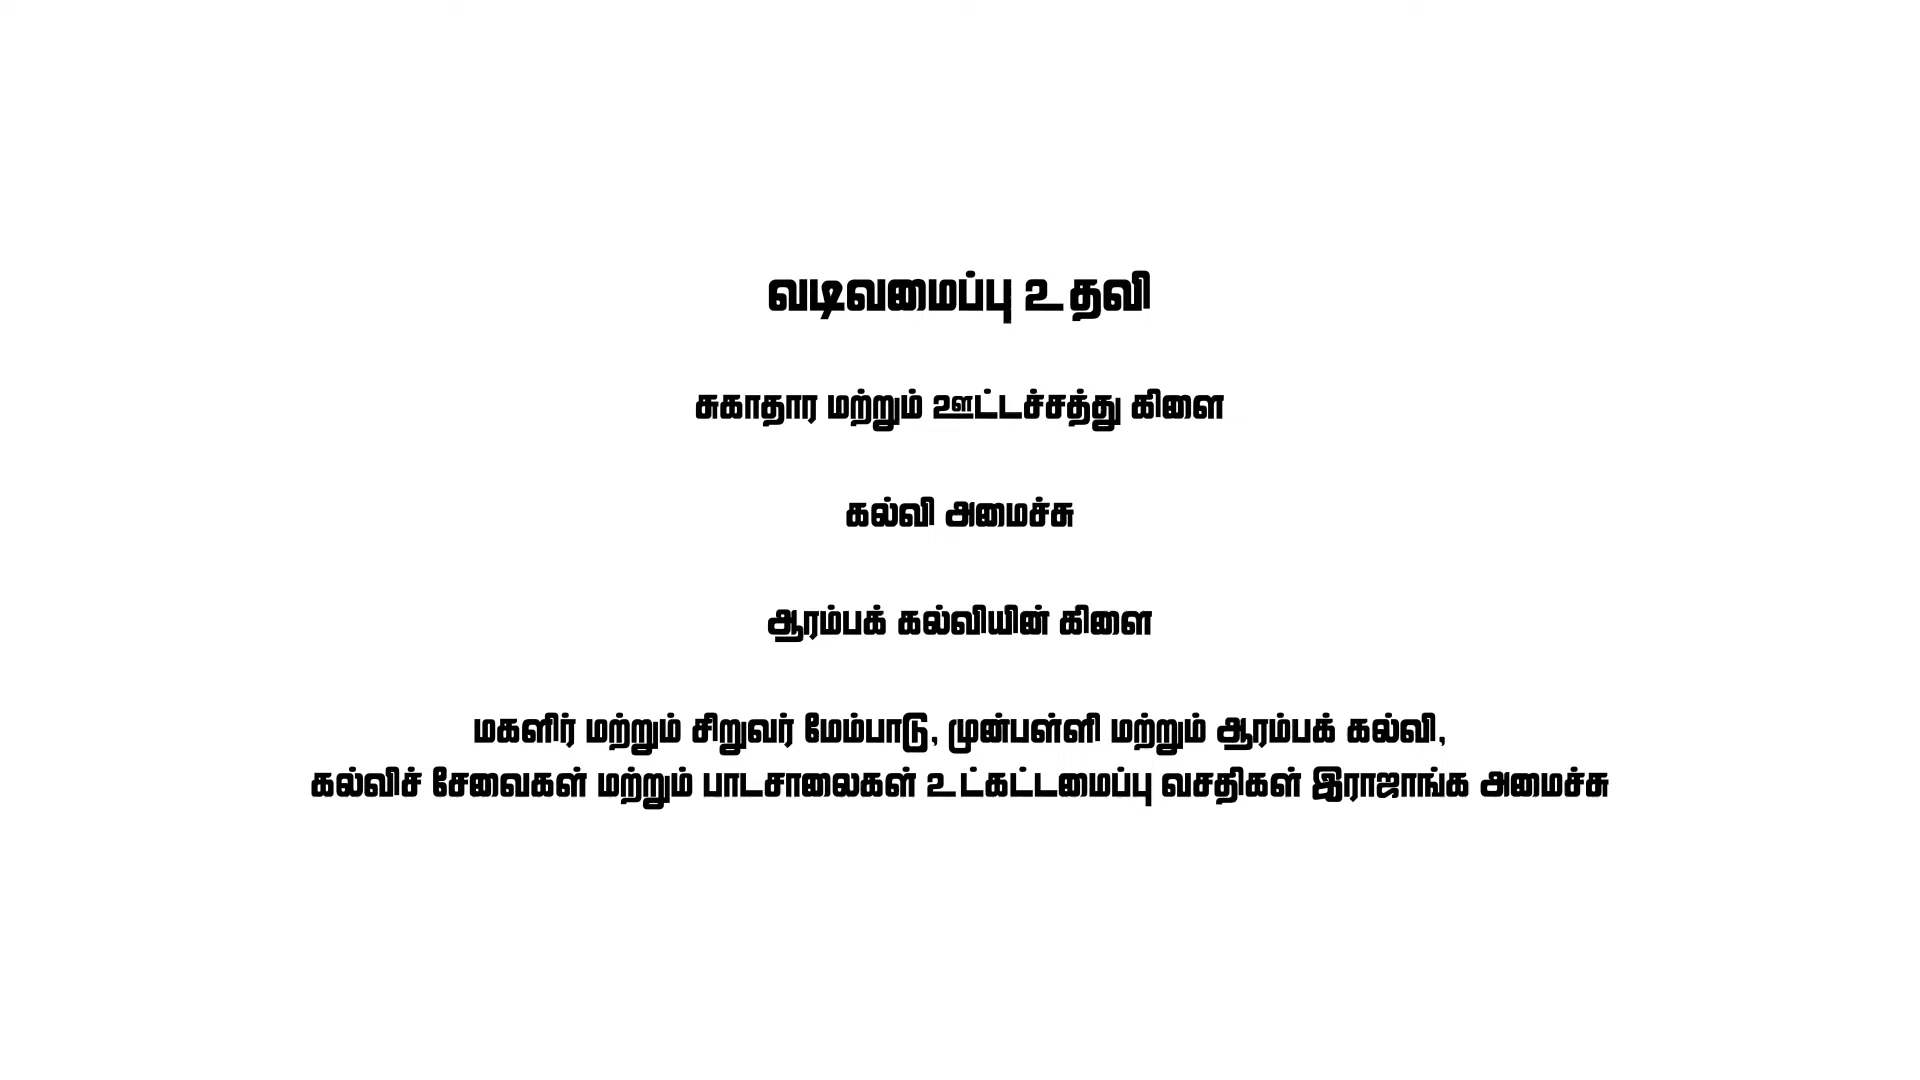 வடிவமைப்பு உதவி
சுகாதார மற்றும் ஊட்டச்சத்து கிளை
கல்வி அமைச்சு
ஆரம்பக் கல்வியின் கிளை
மகளிர் மற்றும் சிறுவர் மேம்பாடு, முன்பள்ளி மற்றும் ஆரம்பக் கல்வி,
கல்விச் சேவைகள் மற்றும் பாடசாலைகள் உட்கட்டமைப்பு வசதிகள் இராஜாங்க அமைச்சு